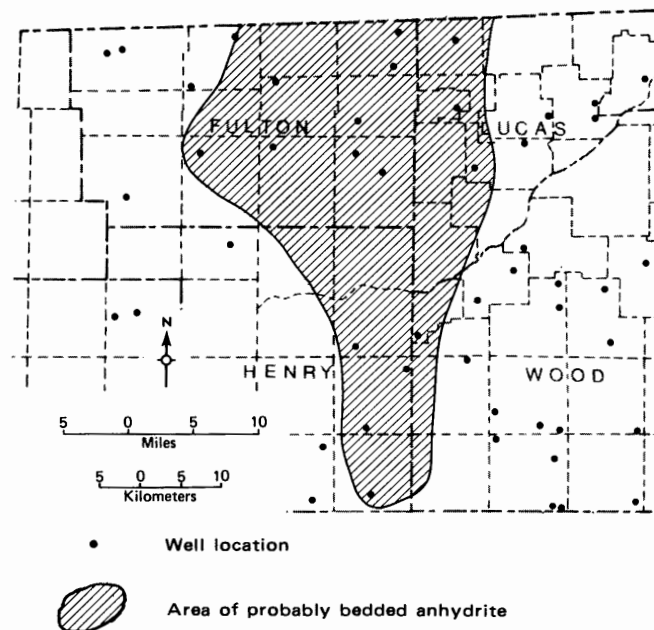 FULTON
LUCAS
N
HENRY
WOOD
5 0 5 10
Miles
5 0 5 10
Kilometers
Well location
Area of probably bedded anhydrite